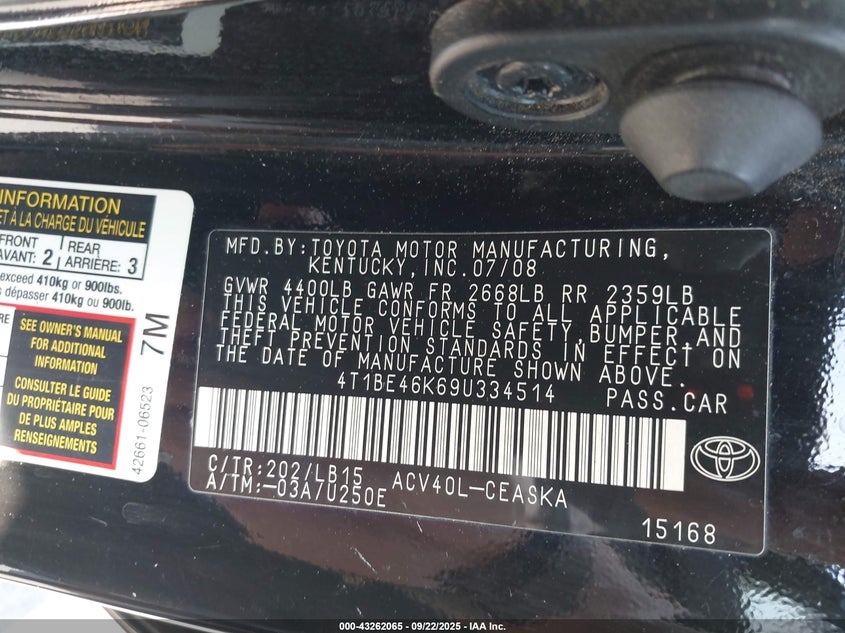 INFORMATION
ET À LA CHARGE DU VÉHICULE
FRONT
AVANT: 2
REAR
ARRIÈRE: 3
exceed 410kg or 900lbs.
dépasser 410kg ou 900lb.
SEE OWNER'S MANUAL
FOR ADDITIONAL
INFORMATION
CONSULTER LE GUIDE
DU PROPRIÉTAIRE POUR
DE PLUS AMPLES
RENSEIGNEMENTS
7M
42661-06523
MFD.BY:TOYOTA MOTOR MANUFACTURING,
KENTUCKY,INC.07/08
GVWR 4400LB GAWR FR 2668LB RR 2359LB
THIS VEHICLE CONFORMS TO ALL APPLICABLE
FEDERAL MOTOR VEHICLE SAFETY,BUMPER,AND
THEFT PREVENTION STANDARDS IN EFFECT ON
THE DATE OF MANUFACTURE SHOWN ABOVE.
4T1BE46K69U334514 PASS.CAR
C/TR:202/LB15 ACV40L-CEASKA
A/TM:-03A/U250E
15168
000-43262065 - 09/22/2025 - IAA Inc.